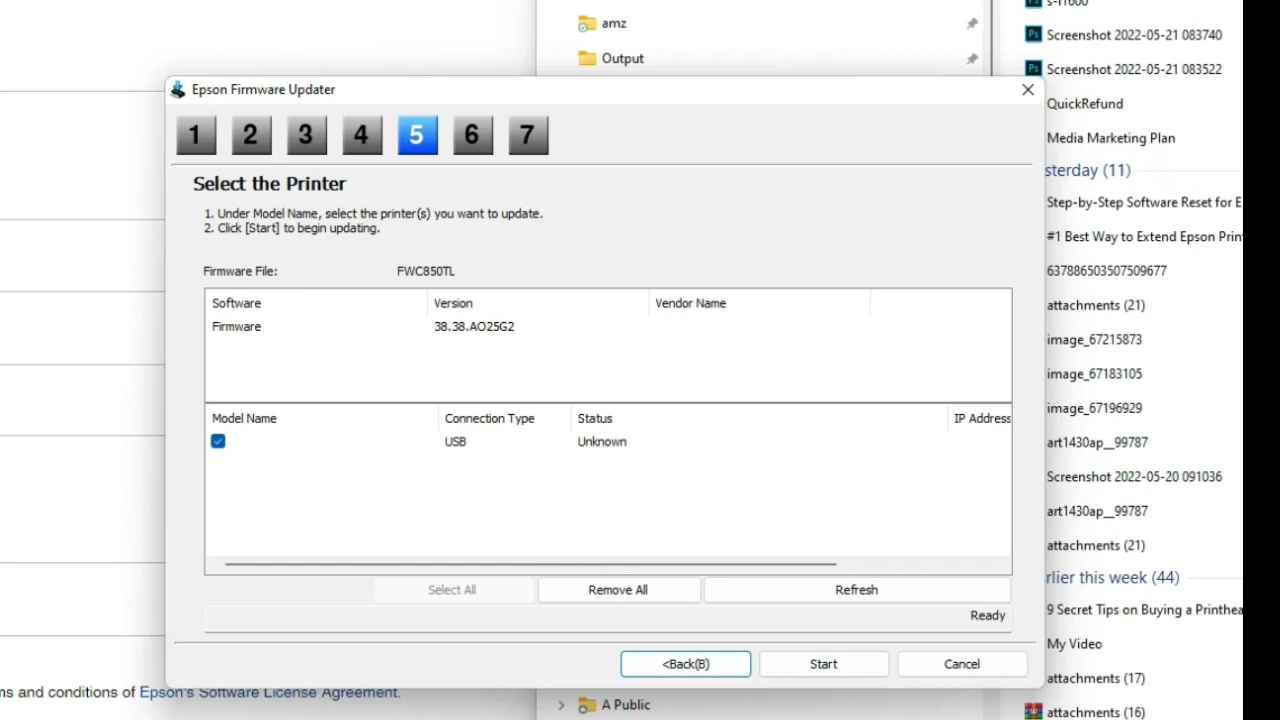 amz
Output
Epson Firmware Updater
1 2 3 4 5 6 7
Select the Printer
1. Under Model Name, select the printer(s) you want to update.
2. Click [Start] to begin updating.
Firmware File: FWC850TL
Software Version Vendor Name
Firmware 38.38.AO25G2
Model Name Connection Type Status IP Address
USB Unknown
Select All Remove All Refresh
Ready
<Back(B) Start Cancel
ms and conditions of Epson's Software License Agreement.
A Public
Ps Screenshot 2022-05-21 083740
Ps Screenshot 2022-05-21 083522
QuickRefund
Media Marketing Plan
sterday (11)
Step-by-Step Software Reset for E
#1 Best Way to Extend Epson Prin
637886503507509677
attachments (21)
image_67215873
image_67183105
image_67196929
art1430ap__99787
Screenshot 2022-05-20 091036
art1430ap__99787
attachments (21)
rlier this week (44)
9 Secret Tips on Buying a Printhea
My Video
attachments (17)
attachments (16)